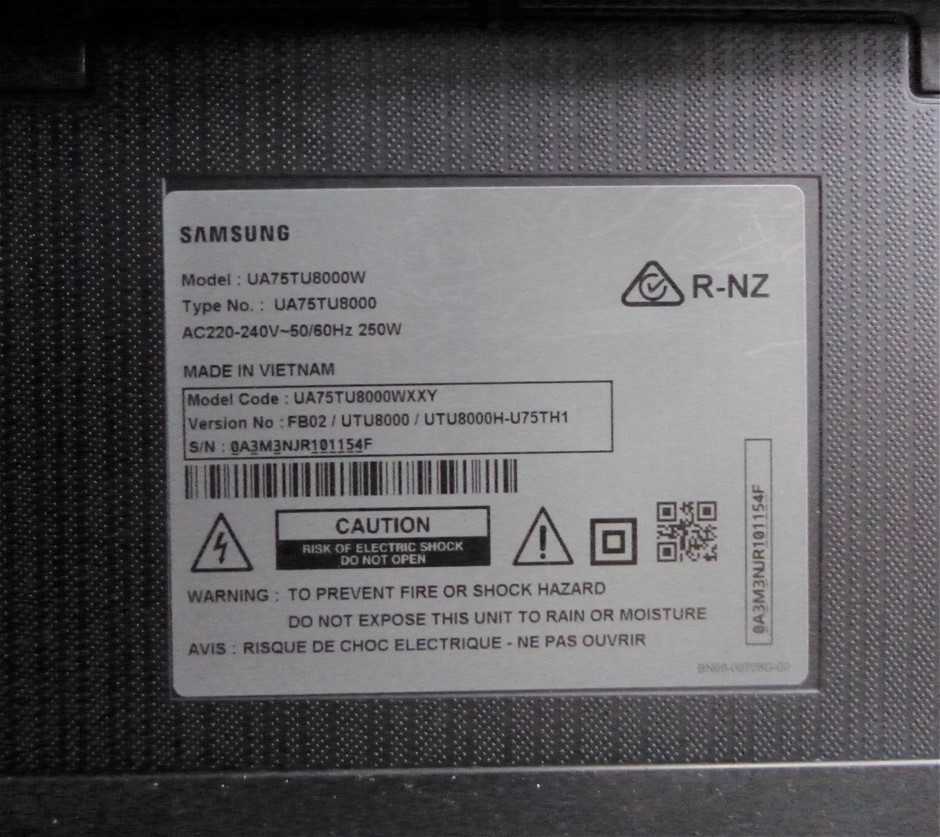 SAMSUNG
Model : UA75TU8000W
Type No. : UA75TU8000
AC220-240V~50/60Hz 250W
R-NZ
MADE IN VIETNAM
Model Code : UA75TU8000WXXY
Version No : FB02 / UTU8000 / UTU8000H-U75TH1
S/N : 0A3M3NJR101154F
CAUTION
RISK OF ELECTRIC SHOCK
DO NOT OPEN
0A3M3NJR101154F
WARNING : TO PREVENT FIRE OR SHOCK HAZARD
DO NOT EXPOSE THIS UNIT TO RAIN OR MOISTURE
AVIS : RISQUE DE CHOC ELECTRIQUE - NE PAS OUVRIR